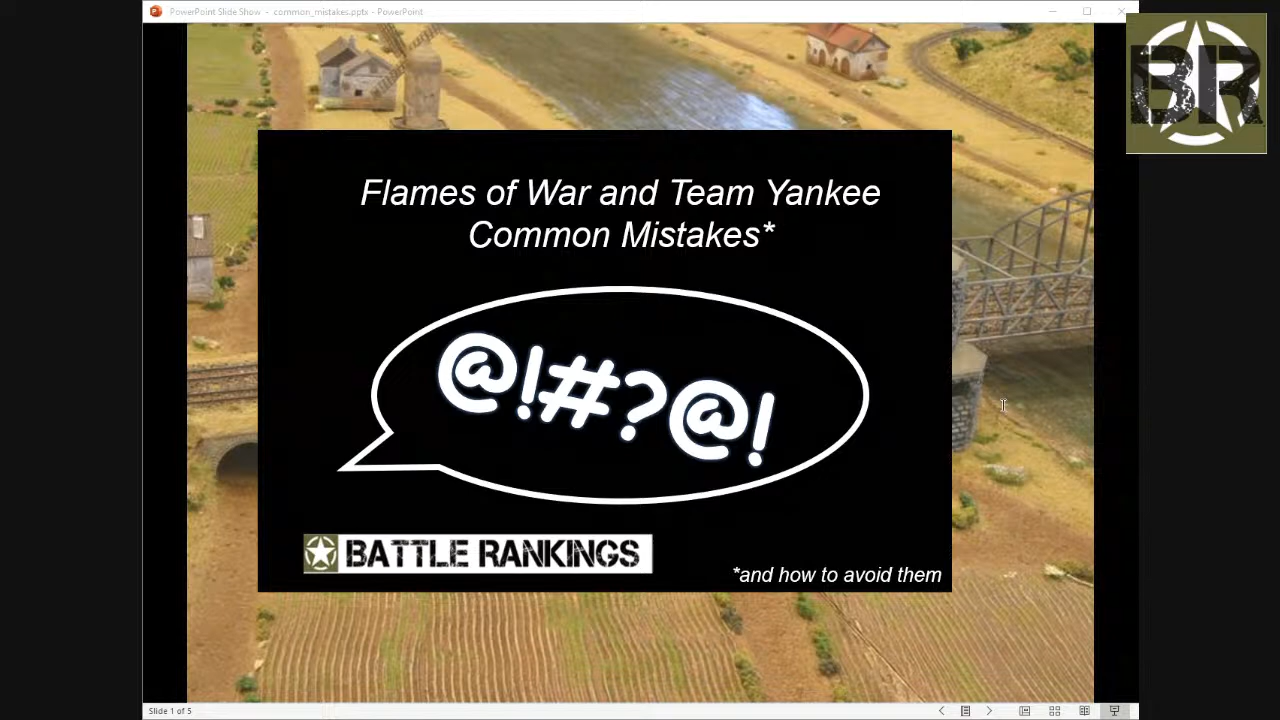 PowerPoint Slide Show - common_mistakes.pptx - PowerPoint
BR
Flames of War and Team Yankee
Common Mistakes*
@!#?@!
BATTLE RANKINGS
*and how to avoid them
Slide 1 of 5